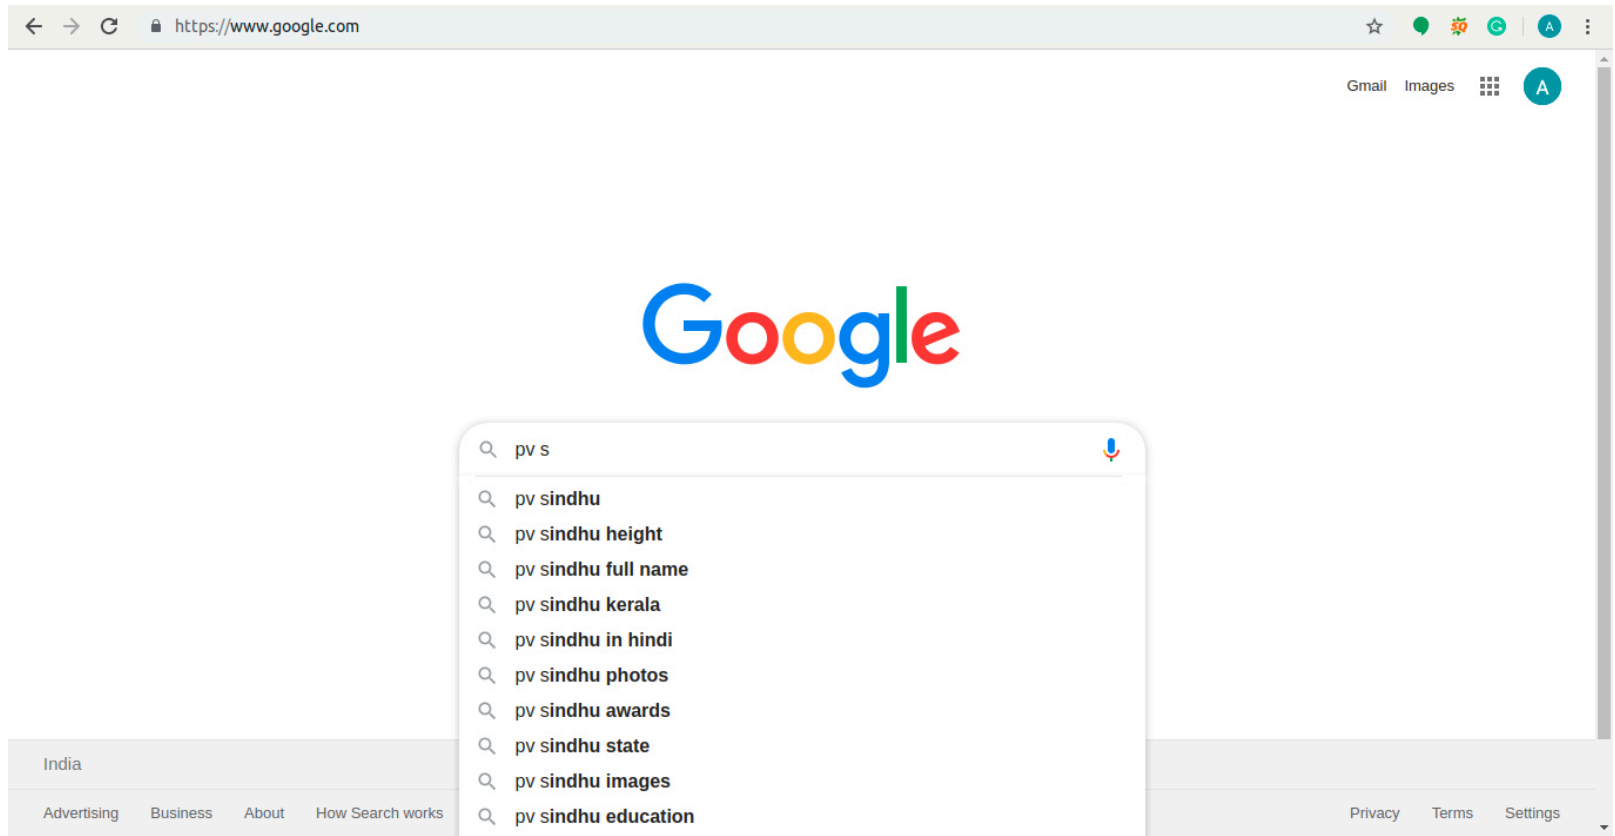 https://www.google.com
SQ G A
Gmail Images A
Google
pv s
pv sindhu
pv sindhu height
pv sindhu full name
pv sindhu kerala
pv sindhu in hindi
pv sindhu photos
pv sindhu awards
pv sindhu state
pv sindhu images
pv sindhu education
India
Advertising Business About How Search works Privacy Terms Settings